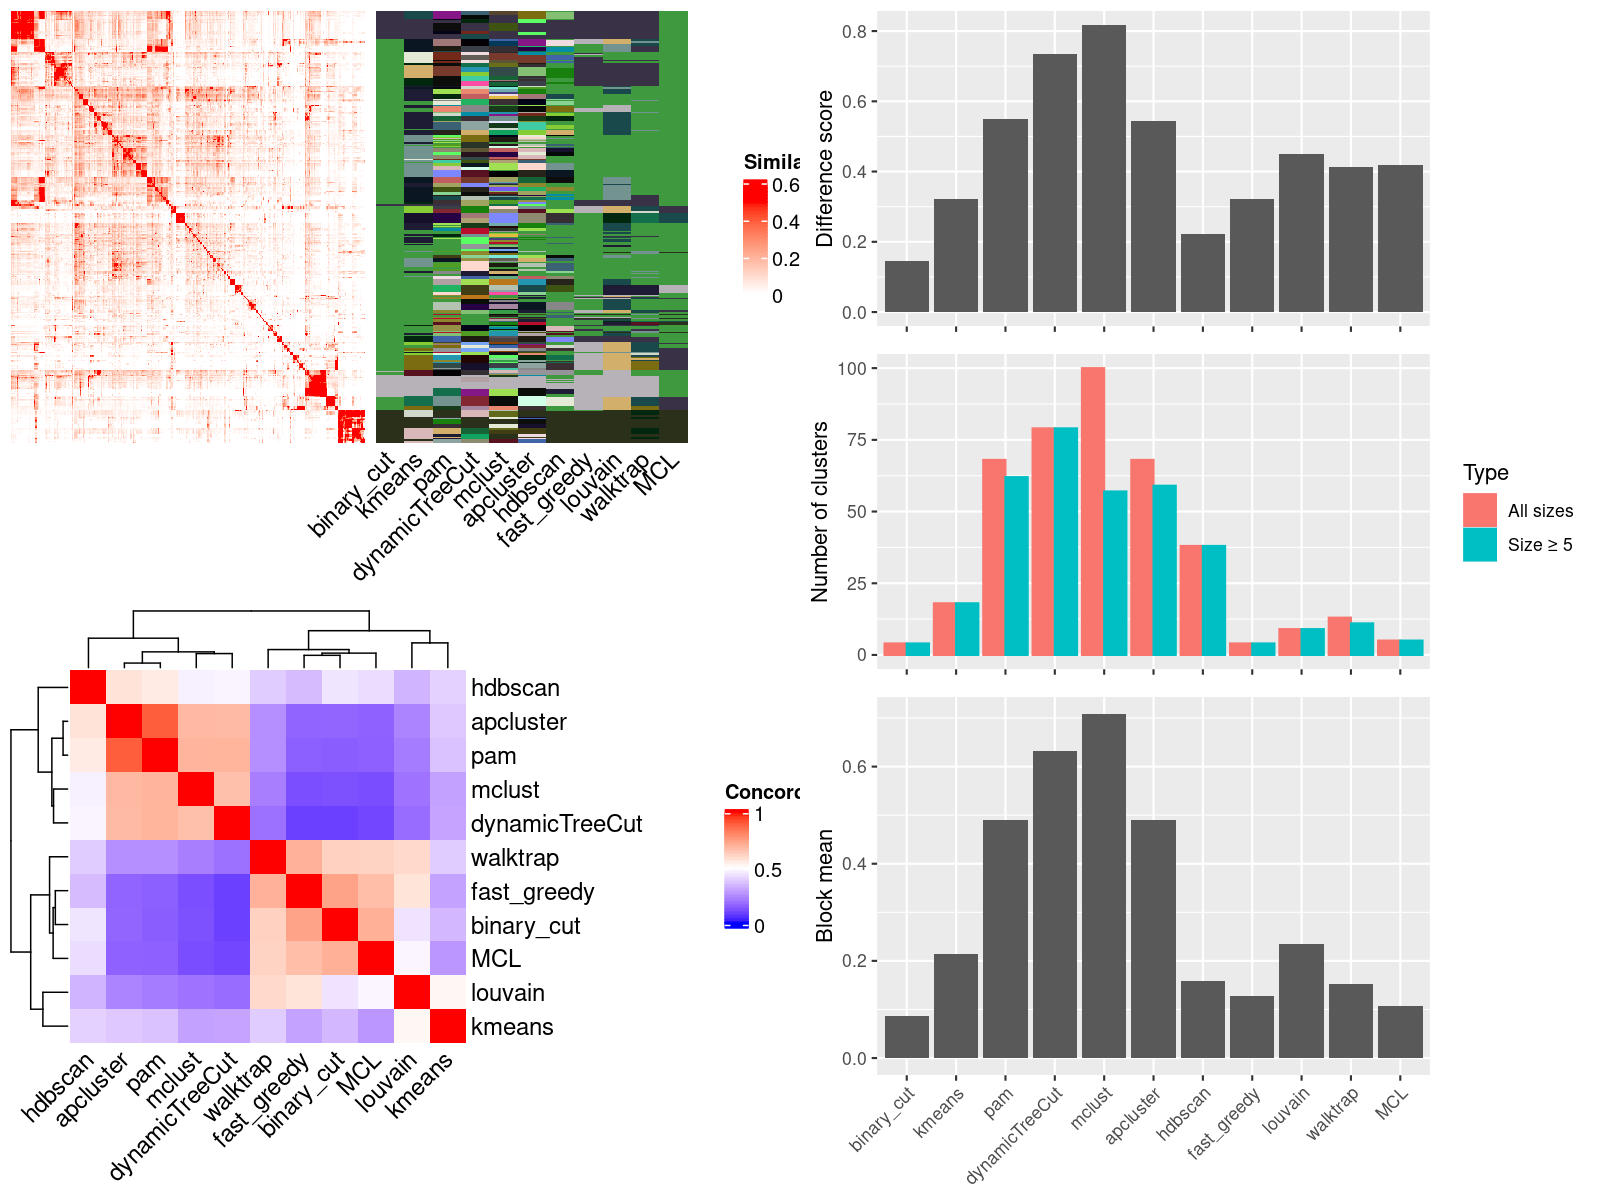 Simila
0.6
0.4
0.2
0
binary_cut
kmeans
pam
dynamicTreeCut
mclust
apcluster
hdbscan
fast_greedy
louvain
walktrap
MCL
hdbscan
apcluster
pam
mclust
dynamicTreeCut
walktrap
fast_greedy
binary_cut
MCL
louvain
kmeans
hdbscan
apcluster
pam
mclust
dynamicTreeCut
walktrap
fast_greedy
binary_cut
MCL
louvain
kmeans
Concord
1
0.5
0
Difference score
0.8
0.6
0.4
0.2
0.0
Number of clusters
100
75
50
25
0
Type
All sizes
Size ≥ 5
Block mean
0.6
0.4
0.2
0.0
binary_cut
kmeans
pam
dynamicTreeCut
mclust
apcluster
hdbscan
fast_greedy
louvain
walktrap
MCL